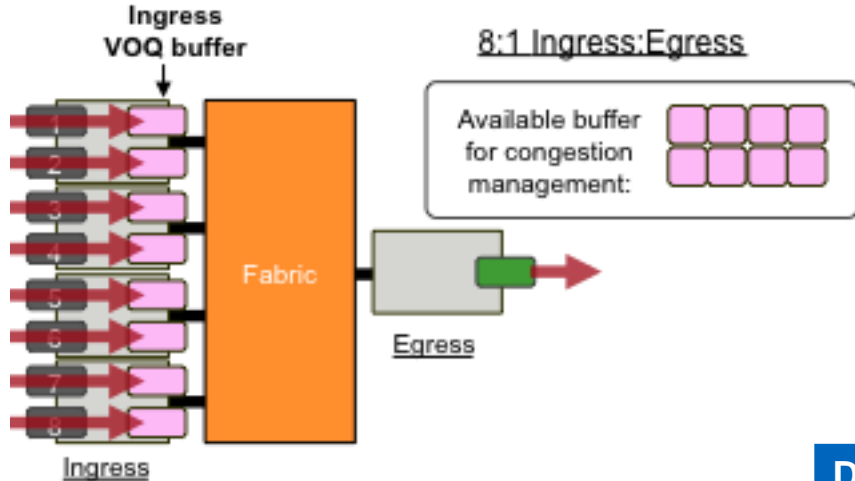 Ingress
VOQ buffer
8:1 Ingress:Egress
Available buffer
for congestion
management:
1
2
3
4
5
6
7
8
Fabric
Egress
Ingress
D